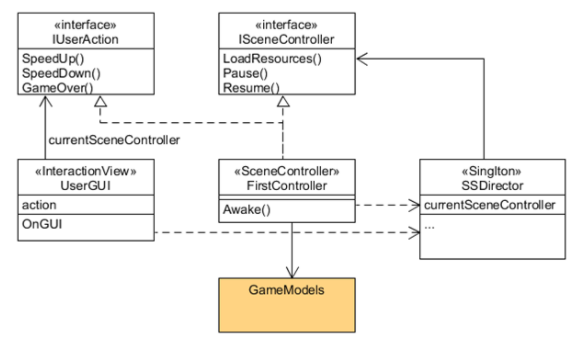 «interface»
IUserAction
SpeedUp()
SpeedDown()
GameOver()
«interface»
ISceneController
LoadResources()
Pause()
Resume()
currentSceneController
«InteractionView»
UserGUI
action
OnGUI
«SceneController»
FirstController
Awake()
«Singlton»
SSDirector
currentSceneController
...
GameModels